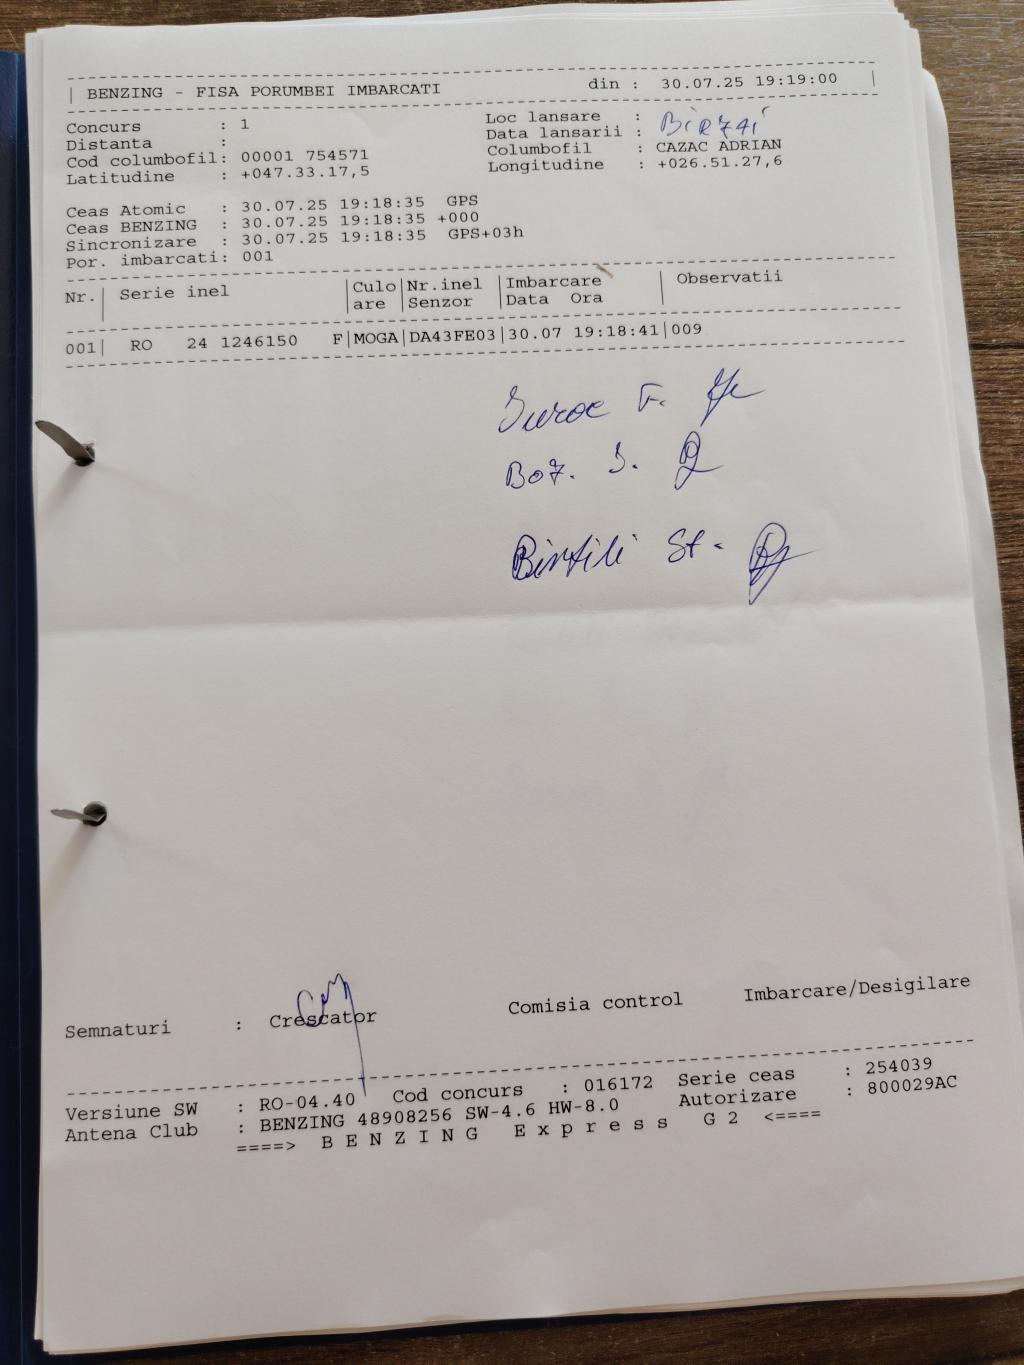 | BENZING - FISA PORUMBEI IMBARCATI din : 30.07.25 19:19:00 |
Concurs : 1 Loc lansare : Birzai
Distanta : Data lansarii :
Cod columbofil: 00001 754571 Columbofil : CAZAC ADRIAN
Latitudine : +047.33.17,5 Longitudine : +026.51.27,6
Ceas Atomic : 30.07.25 19:18:35 GPS
Ceas BENZING : 30.07.25 19:18:35 +000
Sincronizare : 30.07.25 19:18:35 GPS+03h
Por. imbarcati: 001
Nr.| Serie inel |Culo|Nr.inel |Imbarcare | Observatii
|are |Senzor |Data Ora |
001| RO 24 1246150 F|MOGA|DA43FE03|30.07 19:18:41|009
F.
Boz. I.
St.
Semnaturi : Crescator Comisia control Imbarcare/Desigilare
Versiune SW : RO-04.40 Cod concurs : 016172 Serie ceas : 254039
Antena Club : BENZING 48908256 SW-4.6 HW-8.0 Autorizare : 800029AC
====> B E N Z I N G E x p r e s s G 2 <====